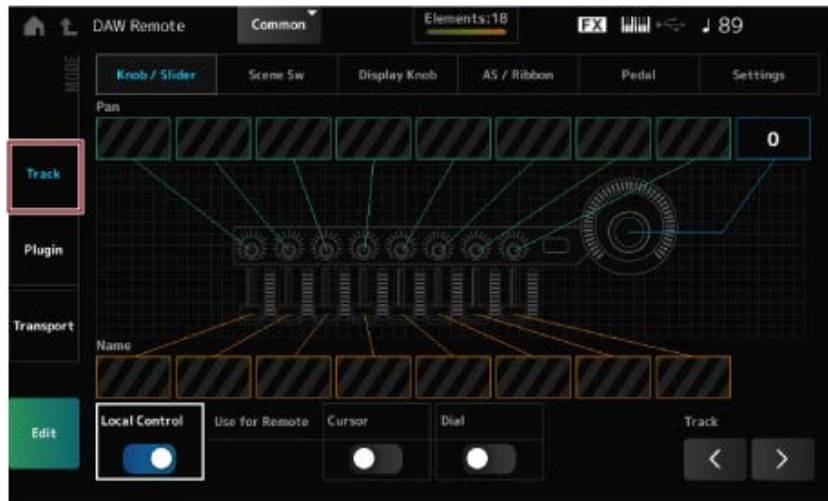 DAW Remote Common Elements:18 FX ♩ 89
MODE
Knob / Slider Scene Sw Display Knob AS / Ribbon Pedal Settings
Pan
0
Track
Plugin
Transport
Name
Edit
Local Control Use for Remote Cursor Dial Track
< >